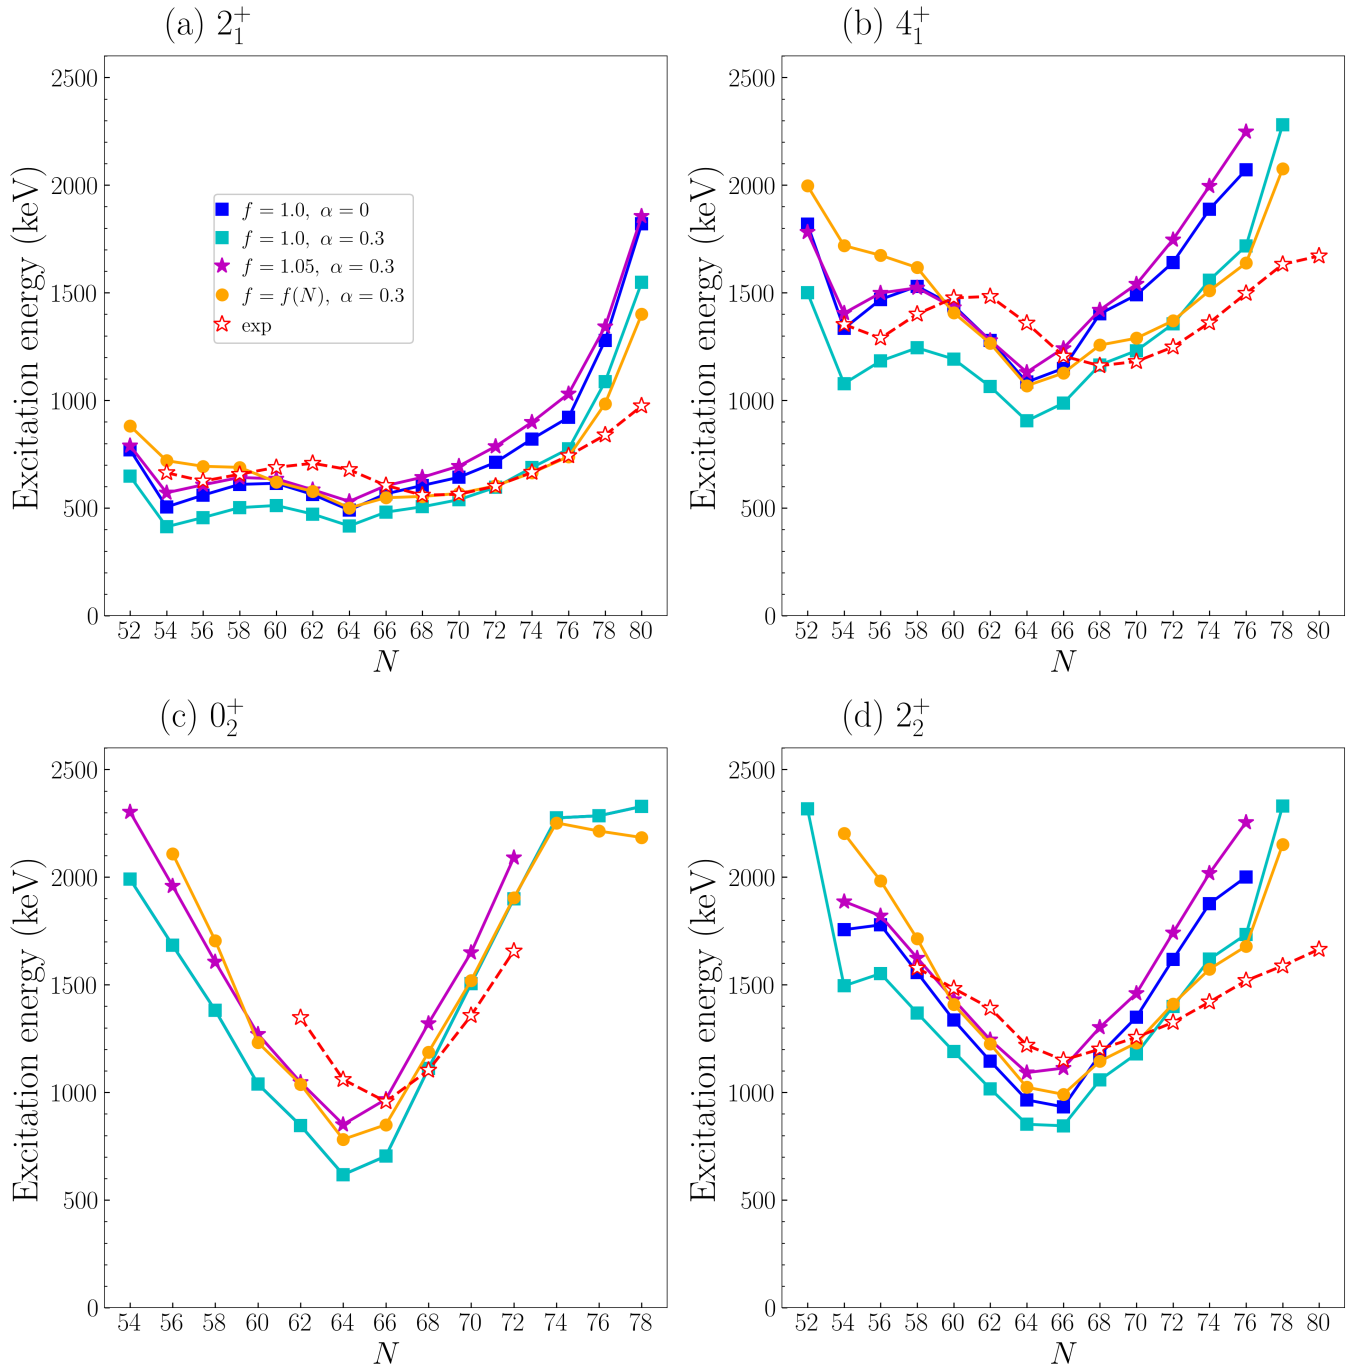 (a) 2₁⁺
Excitation energy (keV)
2500
2000
1500
1000
500
0
f = 1.0, α = 0
f = 1.0, α = 0.3
f = 1.05, α = 0.3
f = f(N), α = 0.3
exp
52 54 56 58 60 62 64 66 68 70 72 74 76 78 80
N
(b) 4₁⁺
Excitation energy (keV)
2500
2000
1500
1000
500
0
52 54 56 58 60 62 64 66 68 70 72 74 76 78 80
N
(c) 0₂⁺
Excitation energy (keV)
2500
2000
1500
1000
500
0
54 56 58 60 62 64 66 68 70 72 74 76 78
N
(d) 2₂⁺
Excitation energy (keV)
2500
2000
1500
1000
500
0
52 54 56 58 60 62 64 66 68 70 72 74 76 78 80
N